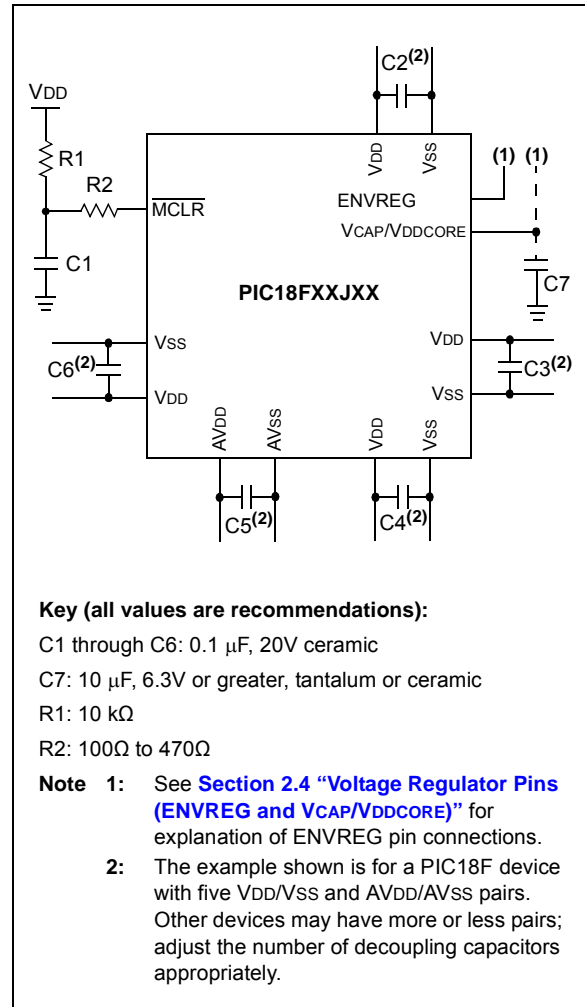 C2(2)
VDD
R1
R2
C1
VDD
VSS
(1) (1)
ENVREG
MCLR
VCAP/VDDCORE
C7
PIC18FXXJXX
VSS
C6(2)
VDD
VDD
C3(2)
VSS
AVDD
AVSS
VDD
VSS
C5(2)
C4(2)
Key (all values are recommendations):
C1 through C6: 0.1 μF, 20V ceramic
C7: 10 μF, 6.3V or greater, tantalum or ceramic
R1: 10 kΩ
R2: 100Ω to 470Ω
Note 1: See Section 2.4 “Voltage Regulator Pins
(ENVREG and VCAP/VDDCORE)” for
explanation of ENVREG pin connections.
2: The example shown is for a PIC18F device
with five VDD/VSS and AVDD/AVSS pairs.
Other devices may have more or less pairs;
adjust the number of decoupling capacitors
appropriately.